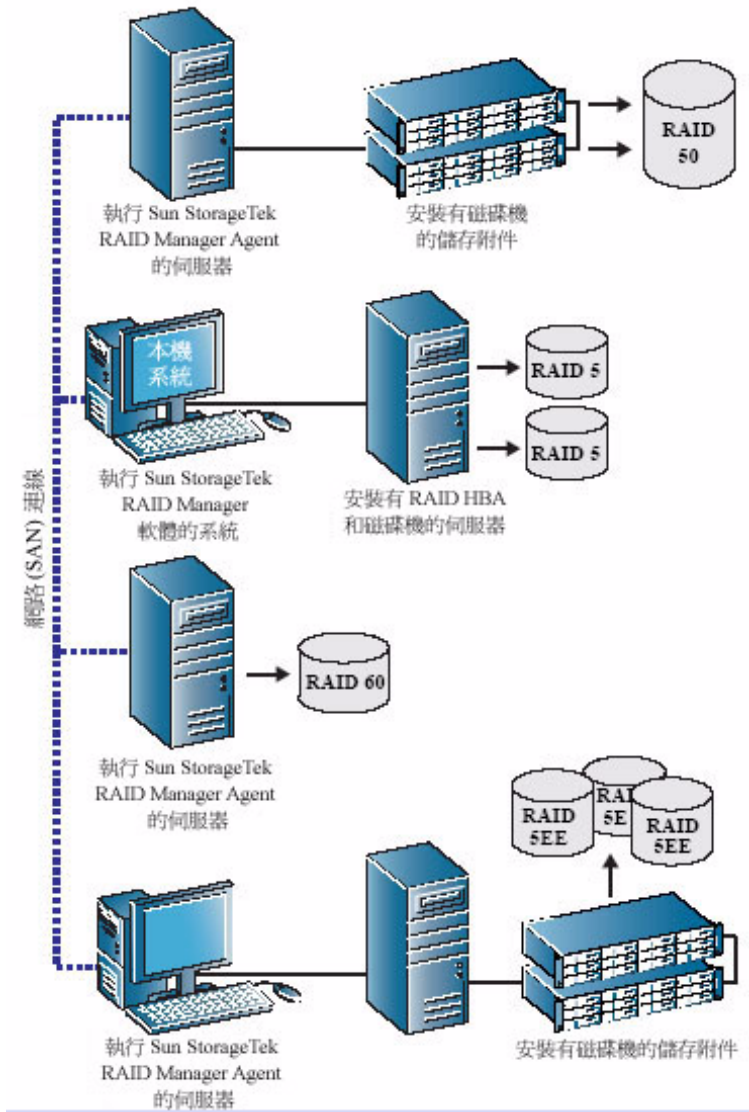 RAID
50
執行 Sun StorageTek
RAID Manager Agent
的伺服器
安裝有磁碟機
的儲存附件
本機
系統
RAID 5
RAID 5
執行 Sun StorageTek
RAID Manager
軟體的系統
安裝有 RAID HBA
和磁碟機的伺服器
網路 (SAN) 連線
RAID 60
執行 Sun StorageTek
RAID Manager Agent
的伺服器
RAID
5EE
RAI
5E
RAID
5EE
執行 Sun StorageTek
RAID Manager Agent
的伺服器
安裝有磁碟機的儲存附件